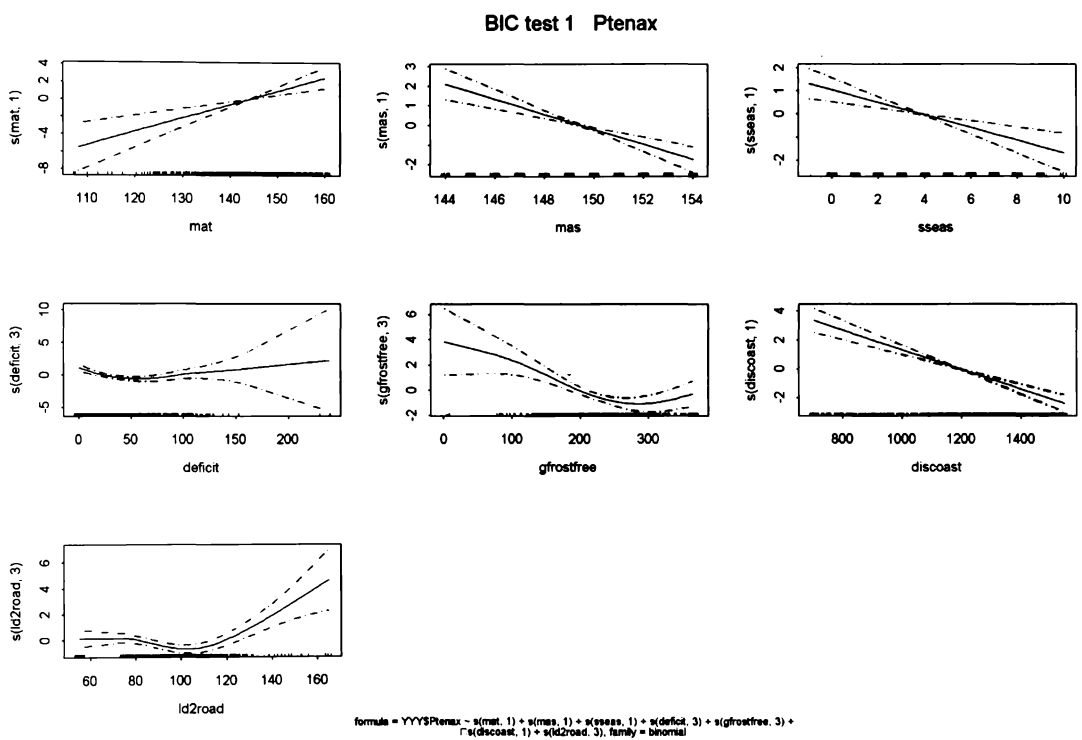 BIC test 1 Ptenax
s(mat, 1)
4
0
-4
-8
110 120 130 140 150 160
mat
s(mas, 1)
3
2
1
0
-2
144 146 148 150 152 154
mas
s(sseas, 1)
2
1
0
-2
0 2 4 6 8 10
sseas
s(deficit, 3)
10
5
0
-5
0 50 100 150 200
deficit
s(gfrostfree, 3)
6
4
2
0
-2
0 100 200 300
gfrostfree
s(discoast, 1)
4
2
0
-2
800 1000 1200 1400
discoast
s(ld2road, 3)
6
4
2
0
60 80 100 120 140 160
ld2road
formula = YYY$Ptenax ~ s(mat, 1) + s(mas, 1) + s(sseas, 1) + s(deficit, 3) + s(gfrostfree, 3) +
s(discoast, 1) + s(ld2road, 3), family = binomial